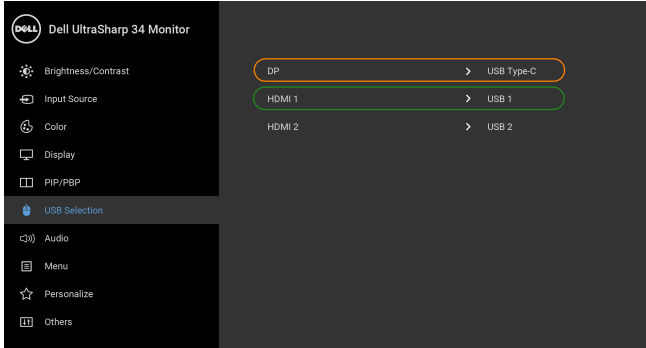 DELL
Dell UltraSharp 34 Monitor
Brightness/Contrast
Input Source
Color
Display
PIP/PBP
USB Selection
Audio
Menu
Personalize
Others
DP > USB Type-C
HDMI 1 > USB 1
HDMI 2 > USB 2